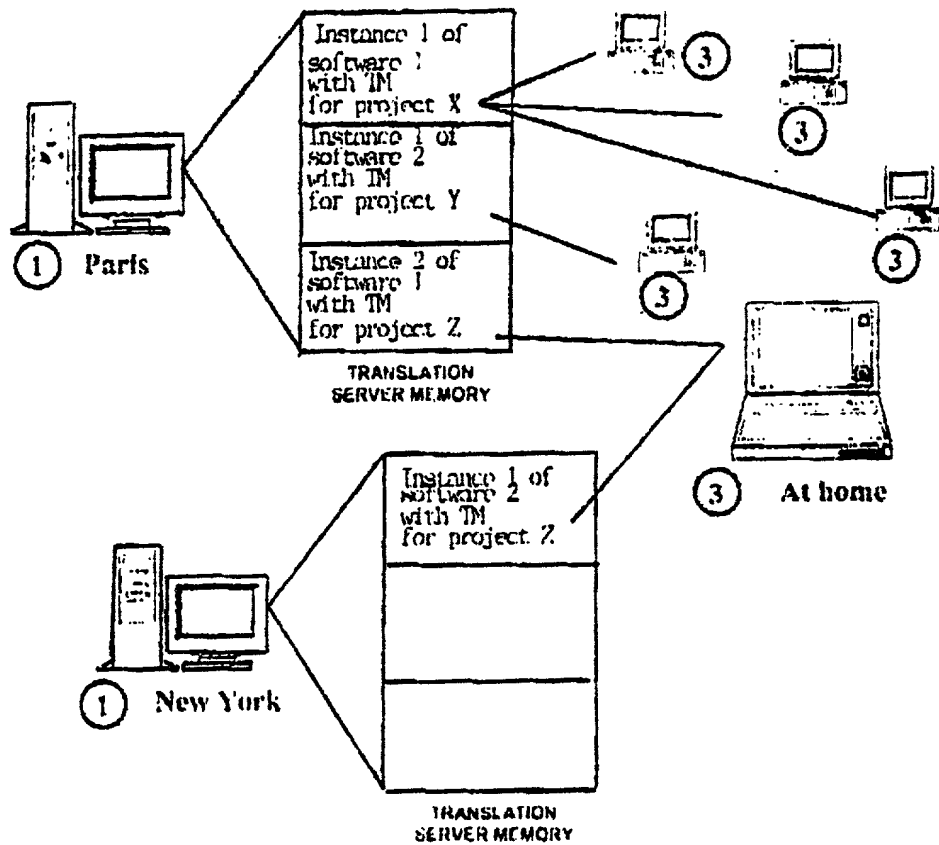 Instance 1 of
software 1
with TM
for project X
3
3
Instance 1 of
software 2
with TM
for project Y
3
3
1 Paris
Instance 2 of
software 1
with TM
for project Z
TRANSLATION
SERVER MEMORY
3 At home
Instance 1 of
software 2
with TM
for project Z
1 New York
TRANSLATION
SERVER MEMORY